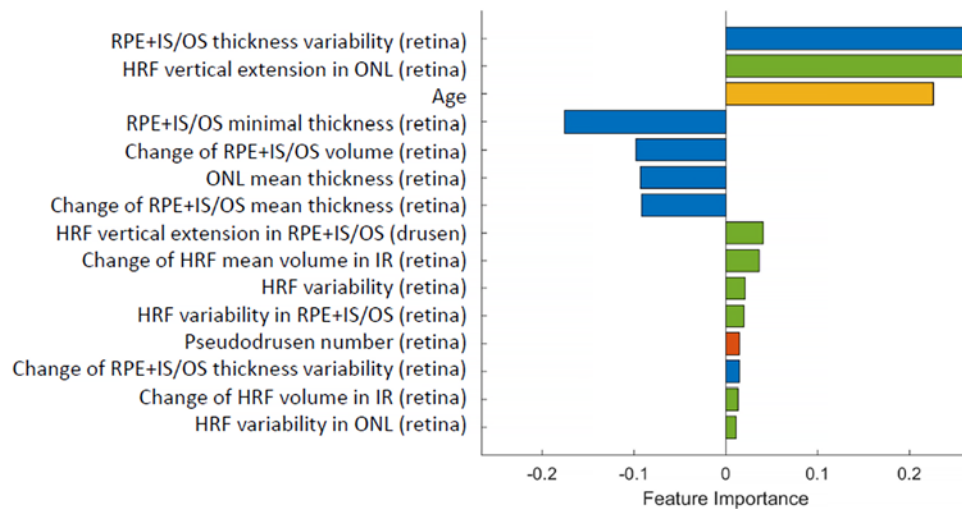 RPE+IS/OS thickness variability (retina)
HRF vertical extension in ONL (retina)
Age
RPE+IS/OS minimal thickness (retina)
Change of RPE+IS/OS volume (retina)
ONL mean thickness (retina)
Change of RPE+IS/OS mean thickness (retina)
HRF vertical extension in RPE+IS/OS (drusen)
Change of HRF mean volume in IR (retina)
HRF variability (retina)
HRF variability in RPE+IS/OS (retina)
Pseudodrusen number (retina)
Change of RPE+IS/OS thickness variability (retina)
Change of HRF volume in IR (retina)
HRF variability in ONL (retina)
-0.2 -0.1 0 0.1 0.2
Feature Importance